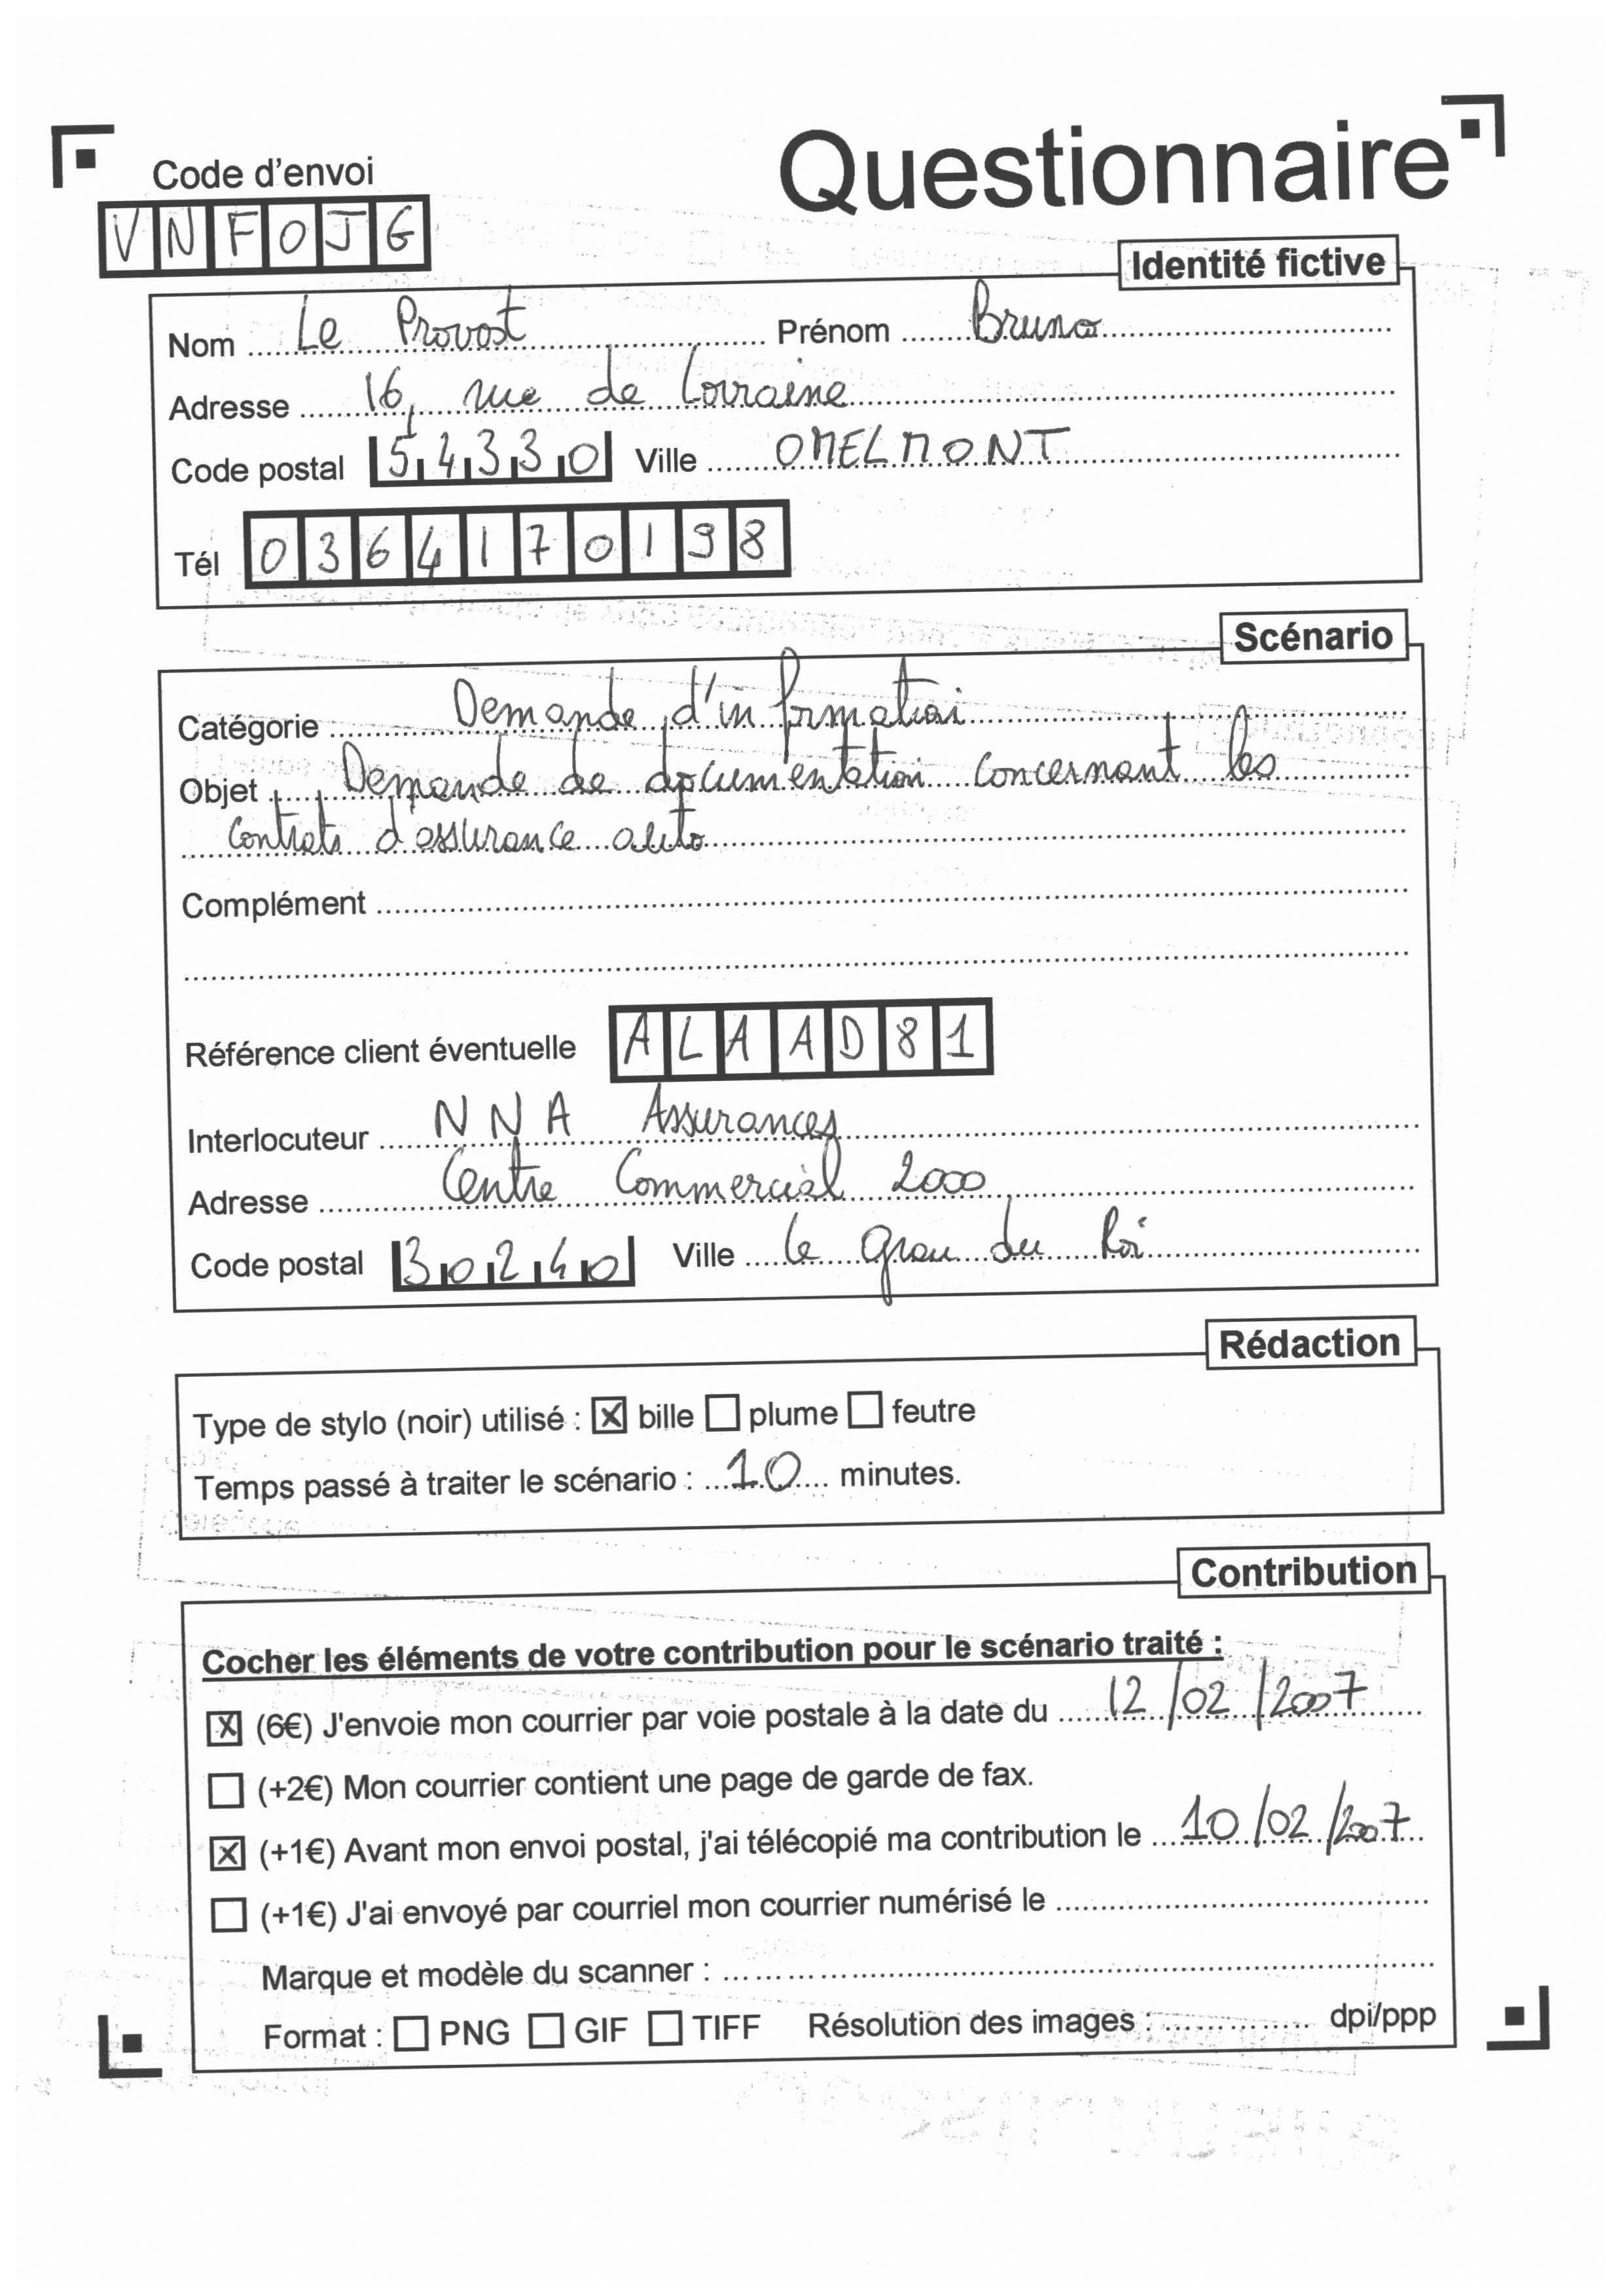 Questionnaire
Code d'envoi
VNFOJG
Identité fictive
Nom Le Provost Prénom Bruno
Adresse 16, rue de Lorraine
Code postal 54330 Ville OMELMONT
Tél 0364170198
Scénario
Catégorie Demande d'information
Objet Demande de documentation concernant les
contrats d'assurance auto
Complément
Référence client éventuelle ALAAD81
Interlocuteur NNA Assurances
Adresse Centre Commercial 2000
Code postal 30240 Ville Le grau du Roi
Rédaction
Type de stylo (noir) utilisé : ☒ bille ☐ plume ☐ feutre
Temps passé à traiter le scénario : 10 minutes.
Contribution
Cocher les éléments de votre contribution pour le scénario traité :
☒ (6€) J'envoie mon courrier par voie postale à la date du 12/02/2007
☐ (+2€) Mon courrier contient une page de garde de fax.
☒ (+1€) Avant mon envoi postal, j'ai télécopié ma contribution le 10/02/2007
☐ (+1€) J'ai envoyé par courriel mon courrier numérisé le
Marque et modèle du scanner :
Format : ☐ PNG ☐ GIF ☐ TIFF Résolution des images : dpi/ppp